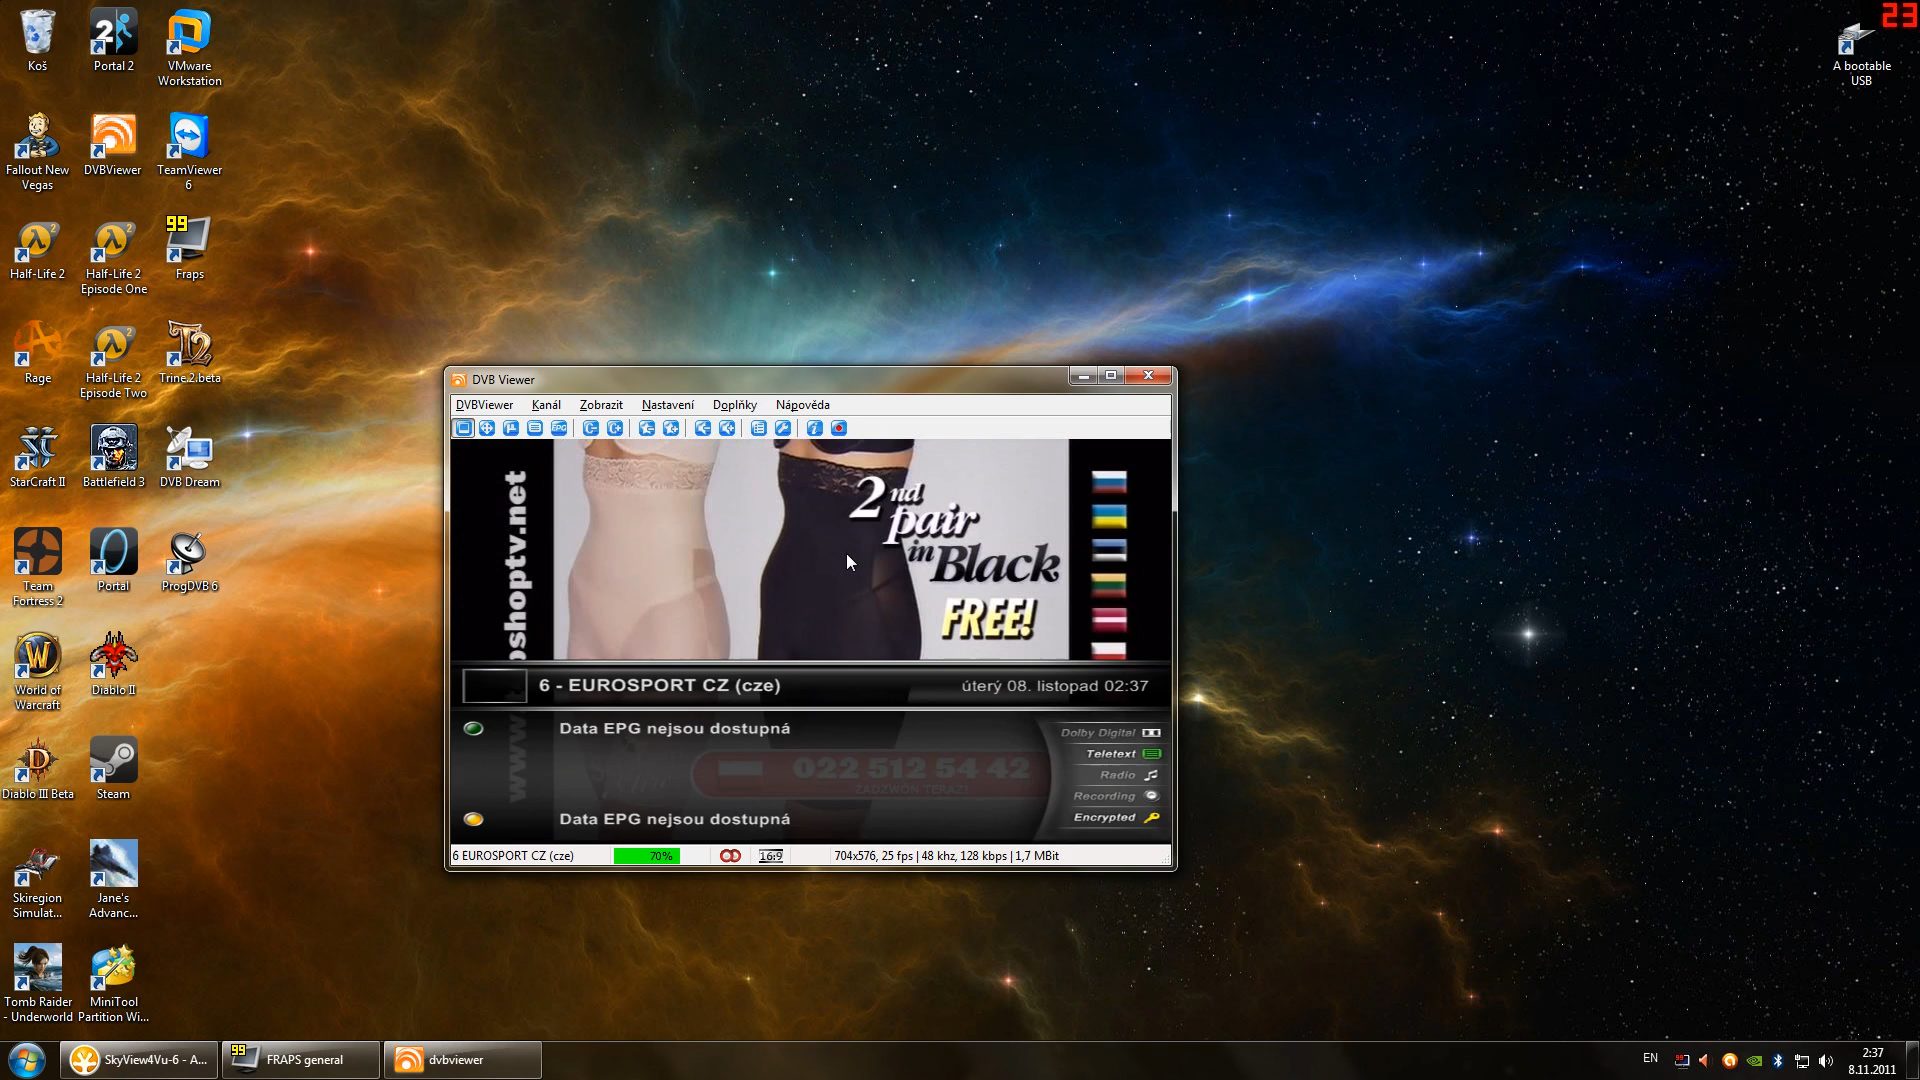 23
Koš
Portal 2
VMware
Workstation
A bootable
USB
Fallout New
Vegas
DVBViewer
TeamViewer
6
99
Half-Life 2
Half-Life 2
Episode One
Fraps
Rage
Half-Life 2
Episode Two
Trine.2.beta
StarCraft II
Battlefield 3
DVB Dream
Team
Fortress 2
Portal
ProgDVB 6
World of
Warcraft
Diablo II
Diablo III Beta
Steam
Skiregion
Simulat...
Jane's
Advanc...
Tomb Raider
- Underworld
MiniTool
Partition Wi...
DVB Viewer
DVBViewer Kanál Zobrazit Nastavení Doplňky Nápověda
2nd
pair
in Black
FREE!
6 - EUROSPORT CZ (cze)
úterý 08. listopad 02:37
Data EPG nejsou dostupná
022 512 54 42
ZADZWOŃ TERAZ!
Data EPG nejsou dostupná
Dolby Digital
Teletext
Radio
Recording
Encrypted
6 EUROSPORT CZ (cze) 70% 16:9 704x576, 25 fps | 48 khz, 128 kbps | 1,7 MBit
SkyView4Vu-6 - A...
99
FRAPS general
dvbviewer
EN
2:37
8.11.2011